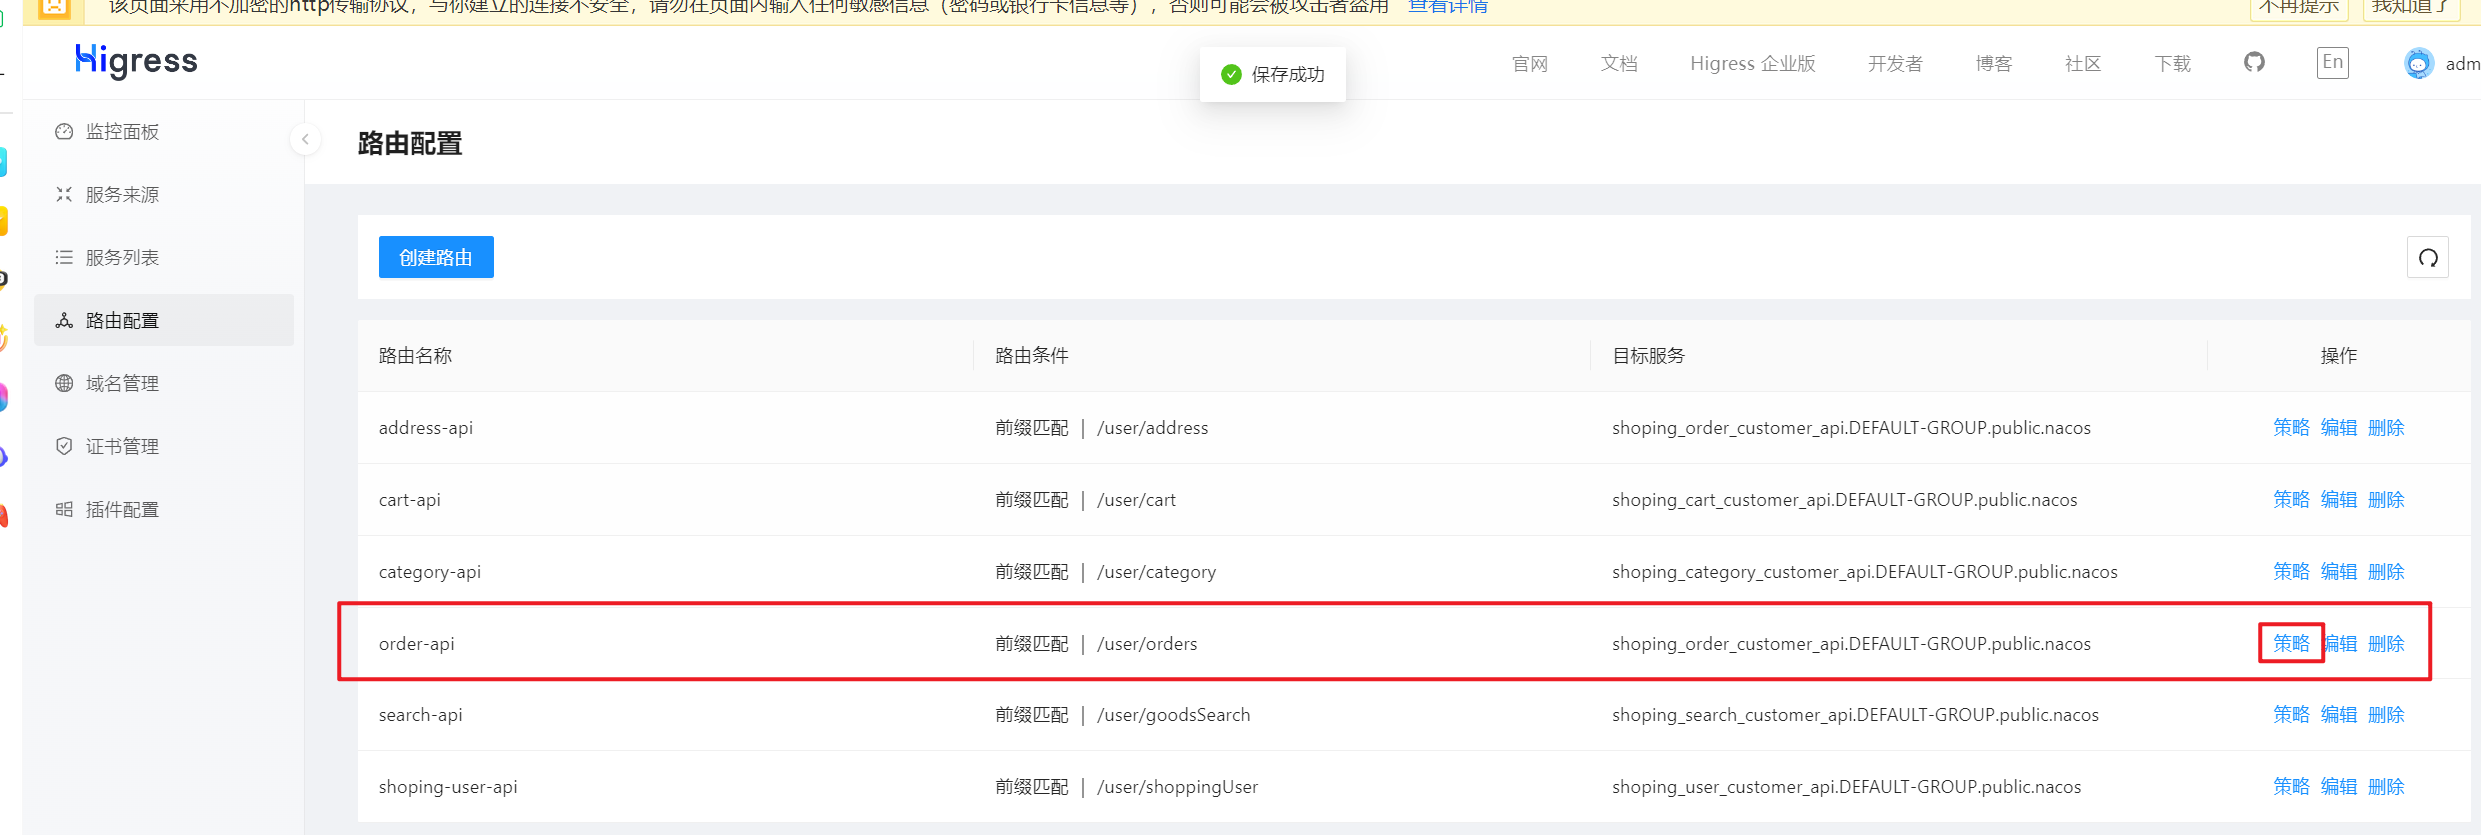 该页面采用不加密的http传输协议，与你建立的连接不安全，请勿在页面内输入任何敏感信息（密码或银行卡信息等），否则可能会被攻击者盗用 查看详情 不再提示 我知道了
Higress 保存成功 官网 文档 Higress 企业版 开发者 博客 社区 下载 En adm
监控面板
服务来源
服务列表
路由配置
域名管理
证书管理
插件配置
路由配置
创建路由
路由名称 路由条件 目标服务 操作
address-api 前缀匹配 | /user/address shoping_order_customer_api.DEFAULT-GROUP.public.nacos 策略 编辑 删除
cart-api 前缀匹配 | /user/cart shoping_cart_customer_api.DEFAULT-GROUP.public.nacos 策略 编辑 删除
category-api 前缀匹配 | /user/category shoping_category_customer_api.DEFAULT-GROUP.public.nacos 策略 编辑 删除
order-api 前缀匹配 | /user/orders shoping_order_customer_api.DEFAULT-GROUP.public.nacos 策略 编辑 删除
search-api 前缀匹配 | /user/goodsSearch shoping_search_customer_api.DEFAULT-GROUP.public.nacos 策略 编辑 删除
shoping-user-api 前缀匹配 | /user/shoppingUser shoping_user_customer_api.DEFAULT-GROUP.public.nacos 策略 编辑 删除